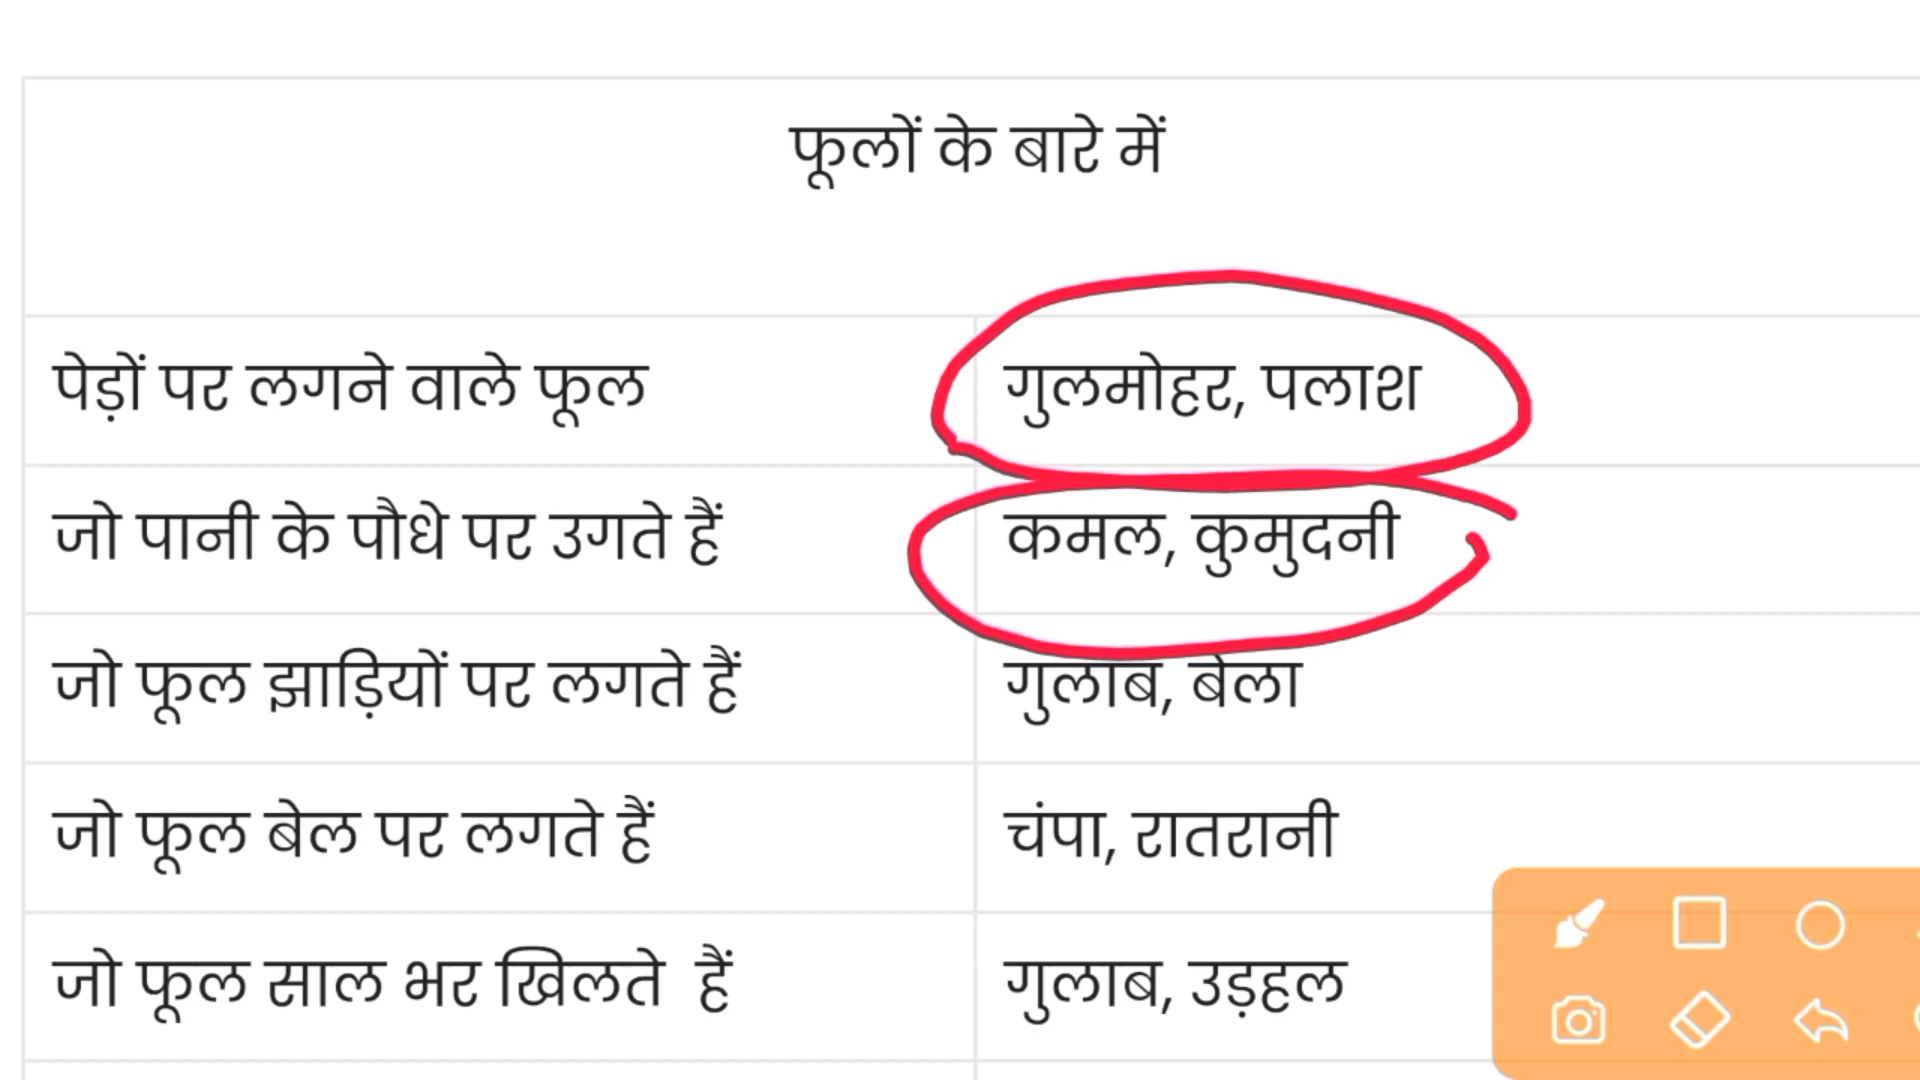 फूलों के बारे में
पेड़ों पर लगने वाले फूल गुलमोहर, पलाश
जो पानी के पौधे पर उगते हैं कमल, कुमुदनी
जो फूल झाड़ियों पर लगते हैं गुलाब, बेला
जो फूल बेल पर लगते हैं चंपा, रातरानी
जो फूल साल भर खिलते हैं गुलाब, उड़हल